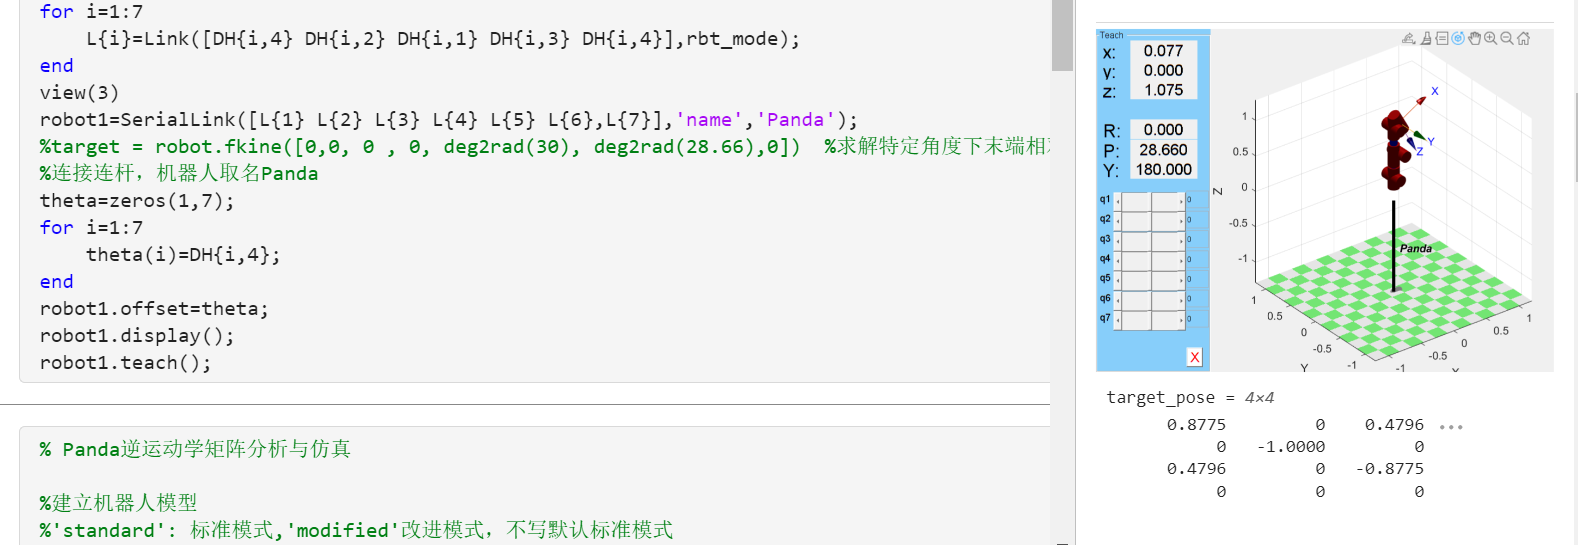 for i=1:7
    L{i}=Link([DH{i,4} DH{i,2} DH{i,1} DH{i,3} DH{i,4}],rbt_mode);
end
view(3)
robot1=SerialLink([L{1} L{2} L{3} L{4} L{5} L{6},L{7}],'name','Panda');
%target = robot.fkine([0,0, 0 , 0, deg2rad(30), deg2rad(28.66),0])  %求解特定角度下末端相
%连接连杆，机器人取名Panda
theta=zeros(1,7);
for i=1:7
    theta(i)=DH{i,4};
end
robot1.offset=theta;
robot1.display();
robot1.teach();
% Panda逆运动学矩阵分析与仿真
%建立机器人模型
%'standard': 标准模式,'modified'改进模式，不写默认标准模式
Teach
x: 0.077
y: 0.000
z: 1.075
R: 0.000
P: 28.660
Y: 180.000
q1 0
q2 0
q3 0
q4 0
q5 0
q6 0
q7 0
X
X
Y
Z
Panda
Z
1
0.5
0
-0.5
-1
1
0.5
0
-0.5
-1
Y
-1
-0.5
0
0.5
1
target_pose = 4×4
0.8775 0 0.4796 ...
0 -1.0000 0
0.4796 0 -0.8775
0 0 0